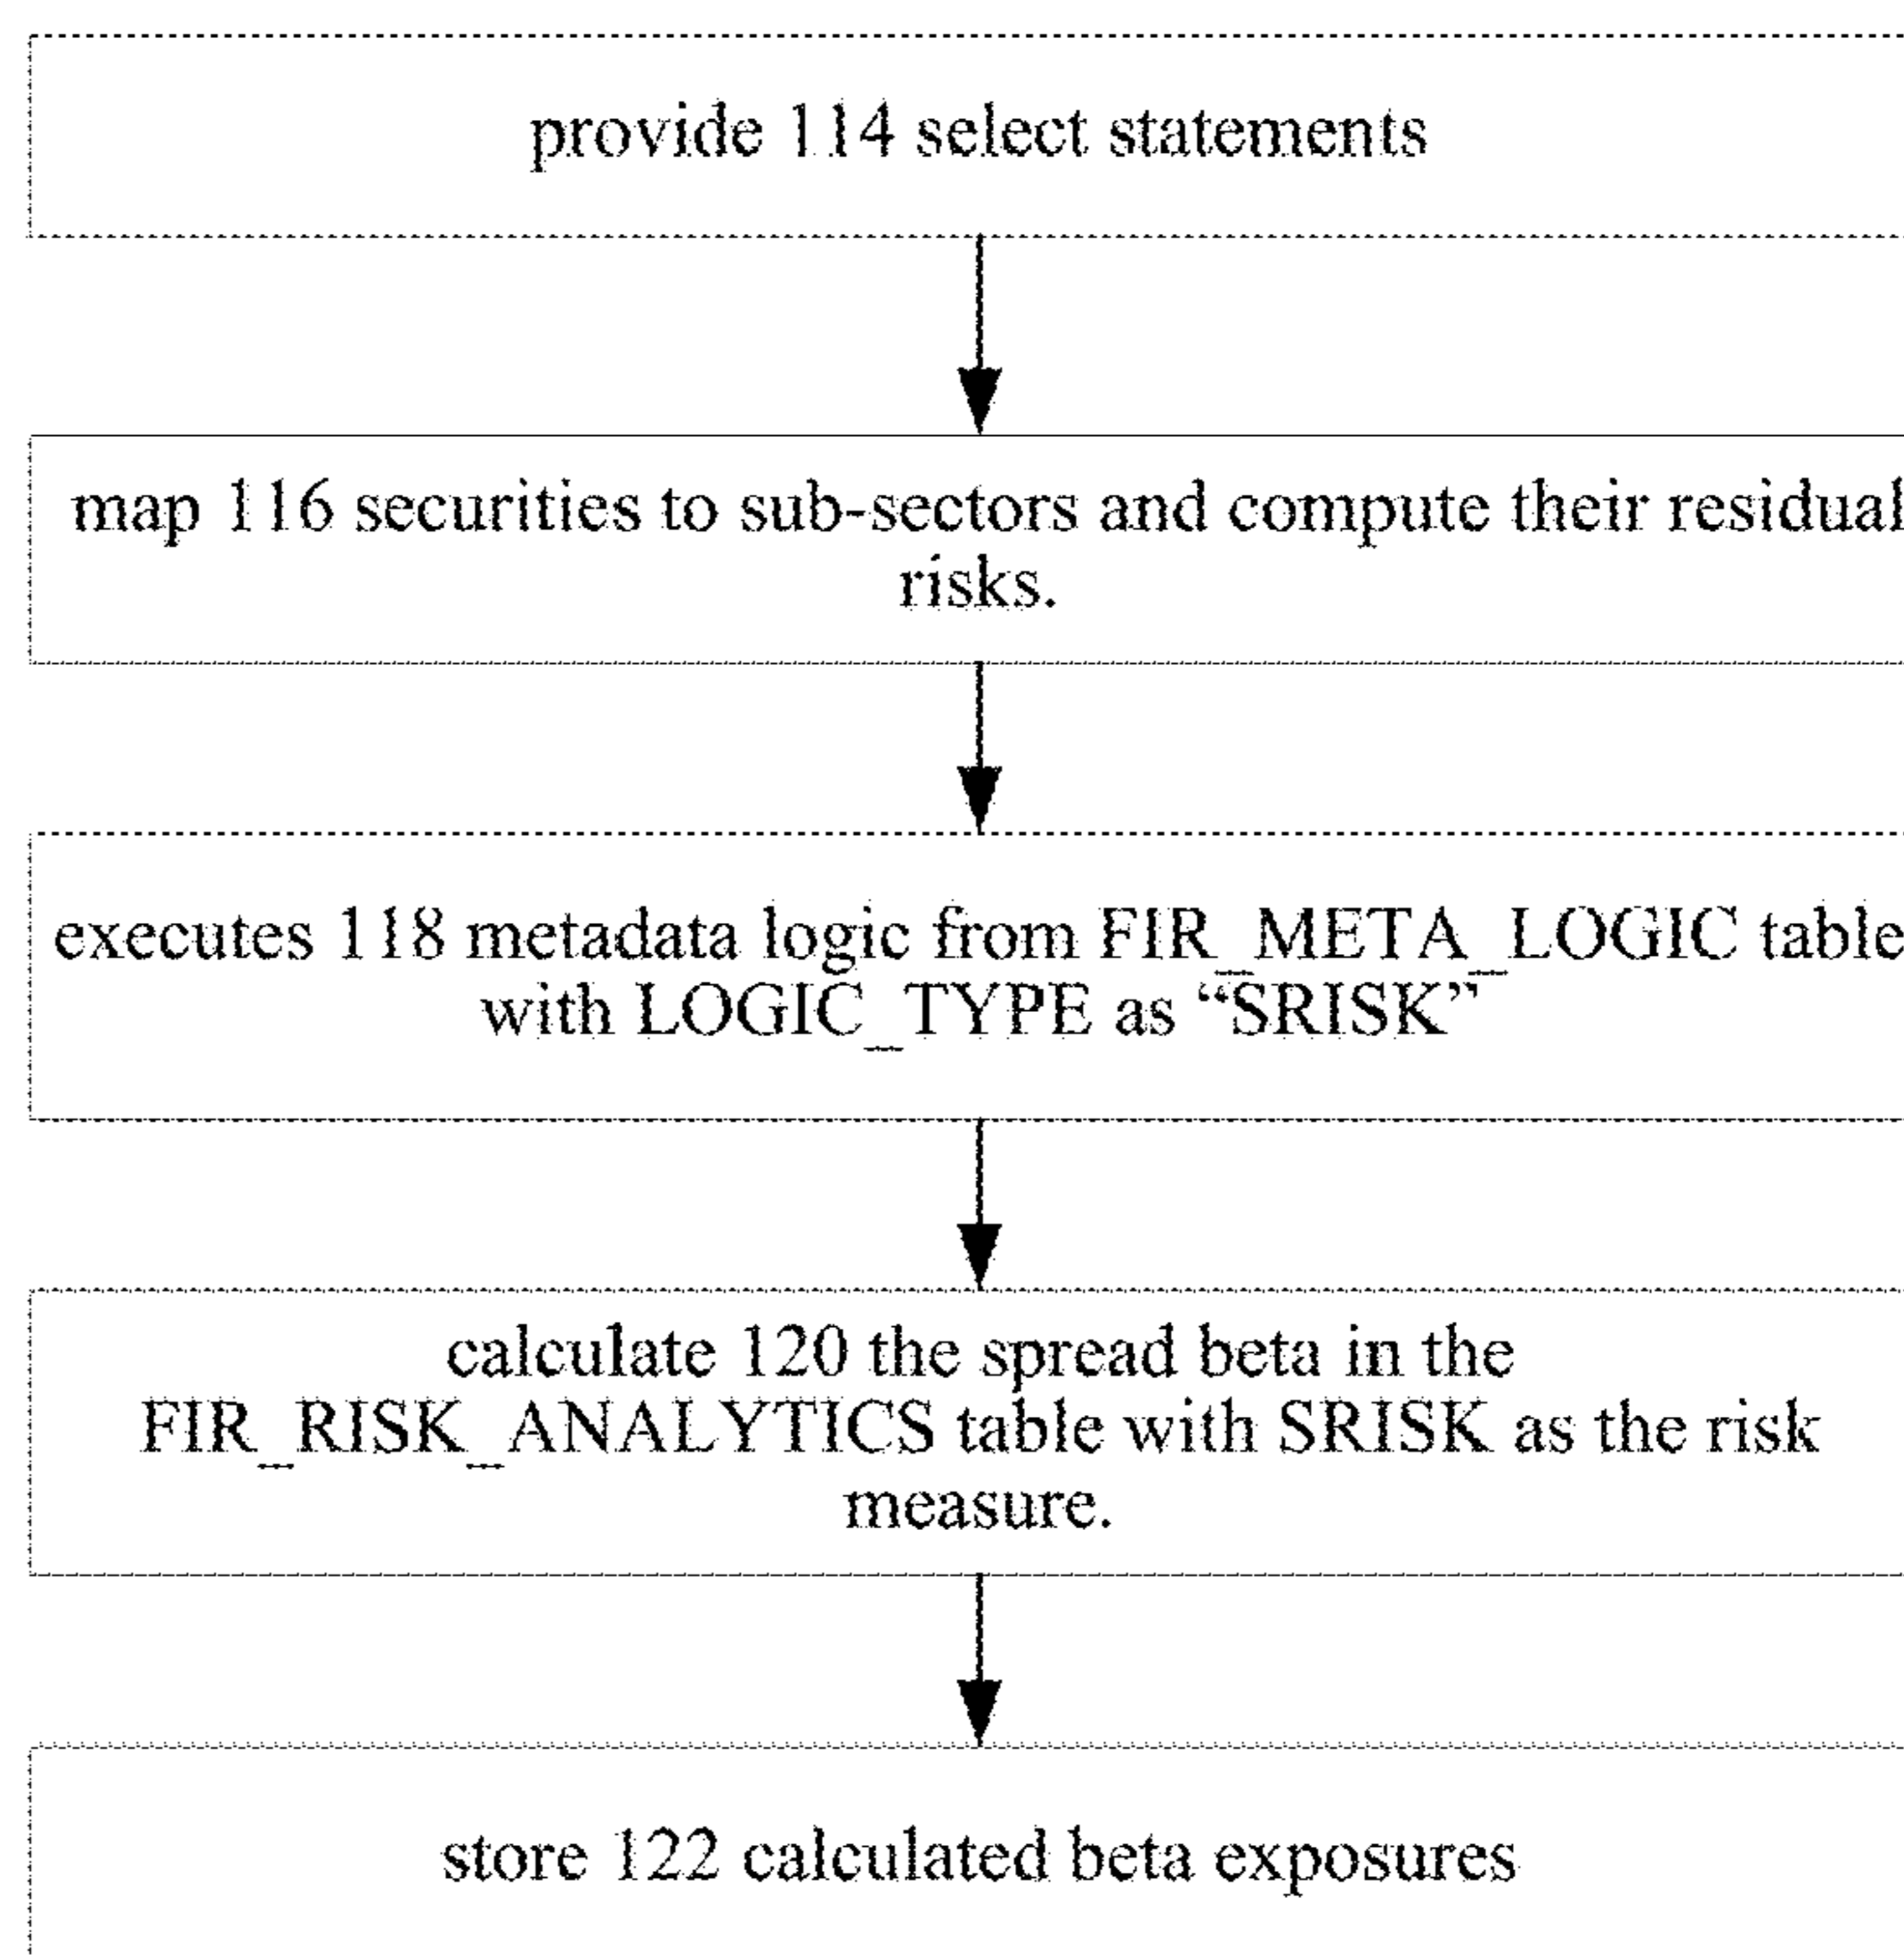 provide 114 select statements
map 116 securities to sub-sectors and compute their residual
risks.
executes 118 metadata logic from FIR_META_LOGIC table
with LOGIC_TYPE as “SRISK”
calculate 120 the spread beta in the
FIR_RISK_ANALYTICS table with SRISK as the risk
measure.
store 122 calculated beta exposures